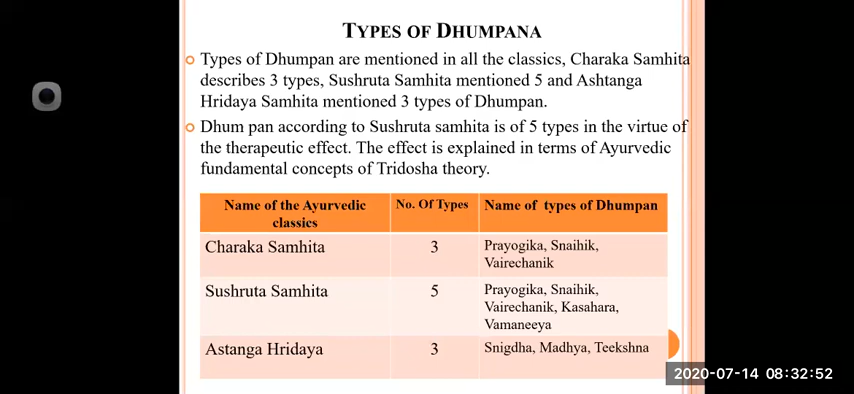 TYPES OF DHUMPANA
Types of Dhumpan are mentioned in all the classics, Charaka Samhita
describes 3 types, Sushruta Samhita mentioned 5 and Ashtanga
Hridaya Samhita mentioned 3 types of Dhumpan.
Dhum pan according to Sushruta samhita is of 5 types in the virtue of
the therapeutic effect. The effect is explained in terms of Ayurvedic
fundamental concepts of Tridosha theory.
Name of the Ayurvedic
classics
No. Of Types
Name of types of Dhumpan
Charaka Samhita
3
Prayogika, Snaihik,
Vairechanik
Sushruta Samhita
5
Prayogika, Snaihik,
Vairechanik, Kasahara,
Vamaneeya
Astanga Hridaya
3
Snigdha, Madhya, Teekshna
2020-07-14 08:32:52